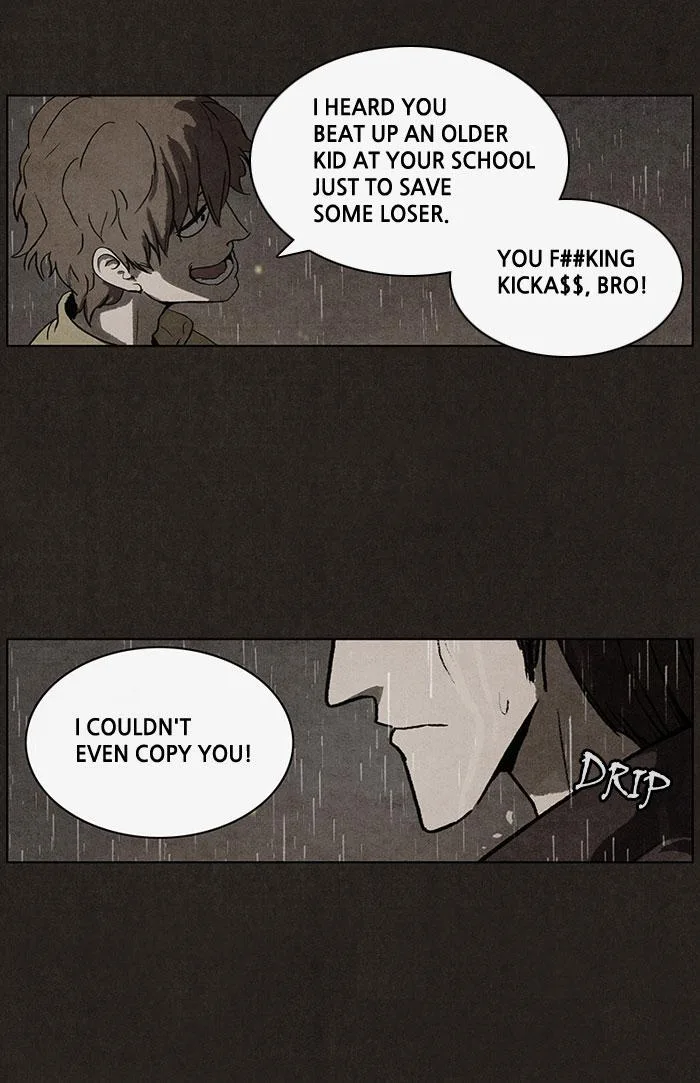 I HEARD YOU
BEAT UP AN OLDER
KID AT YOUR SCHOOL
JUST TO SAVE
SOME LOSER.
YOU F##KING
KICKA$$, BRO!
I COULDN'T
EVEN COPY YOU!
DRIP